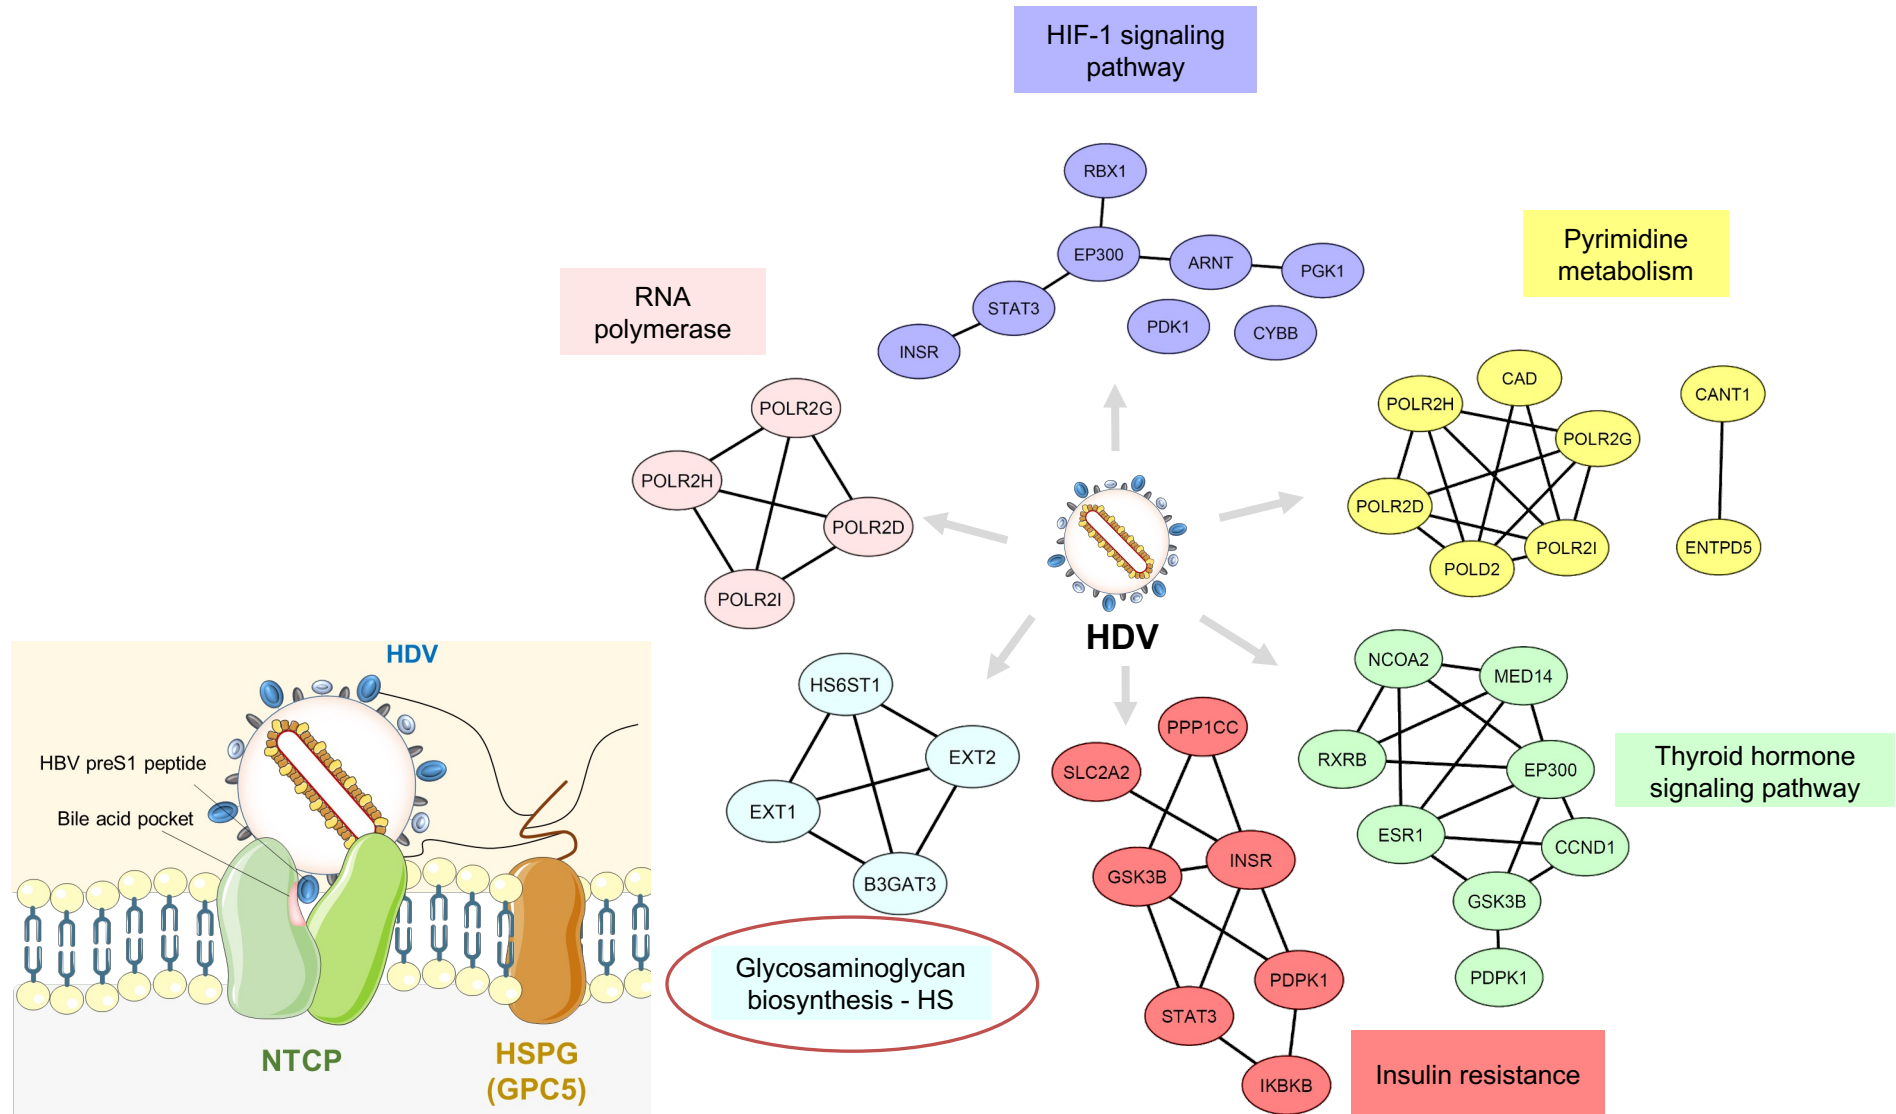 HIF-1 signaling
pathway
RBX1
EP300
ARNT
PGK1
STAT3
PDK1
CYBB
INSR
RNA
polymerase
POLR2G
POLR2H
POLR2D
POLR2I
Pyrimidine
metabolism
CAD
CANT1
POLR2H
POLR2G
POLR2D
POLR2I
POLD2
ENTPD5
HDV
HDV
HBV preS1 peptide
Bile acid pocket
NTCP
HSPG
(GPC5)
HS6ST1
EXT2
EXT1
B3GAT3
Glycosaminoglycan
biosynthesis - HS
PPP1CC
SLC2A2
INSR
GSK3B
PDPK1
STAT3
IKBKB
Insulin resistance
NCOA2
MED14
RXRB
EP300
ESR1
CCND1
GSK3B
PDPK1
Thyroid hormone
signaling pathway